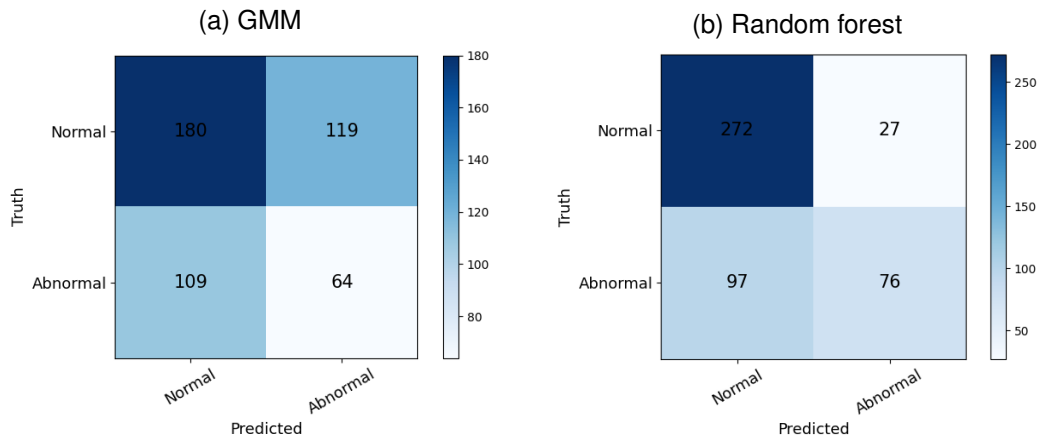 (a) GMM
Normal
Abnormal
Truth
180
119
109
64
Normal
Abnormal
Predicted
180
160
140
120
100
80
(b) Random forest
Normal
Abnormal
Truth
272
27
97
76
Normal
Abnormal
Predicted
250
200
150
100
50